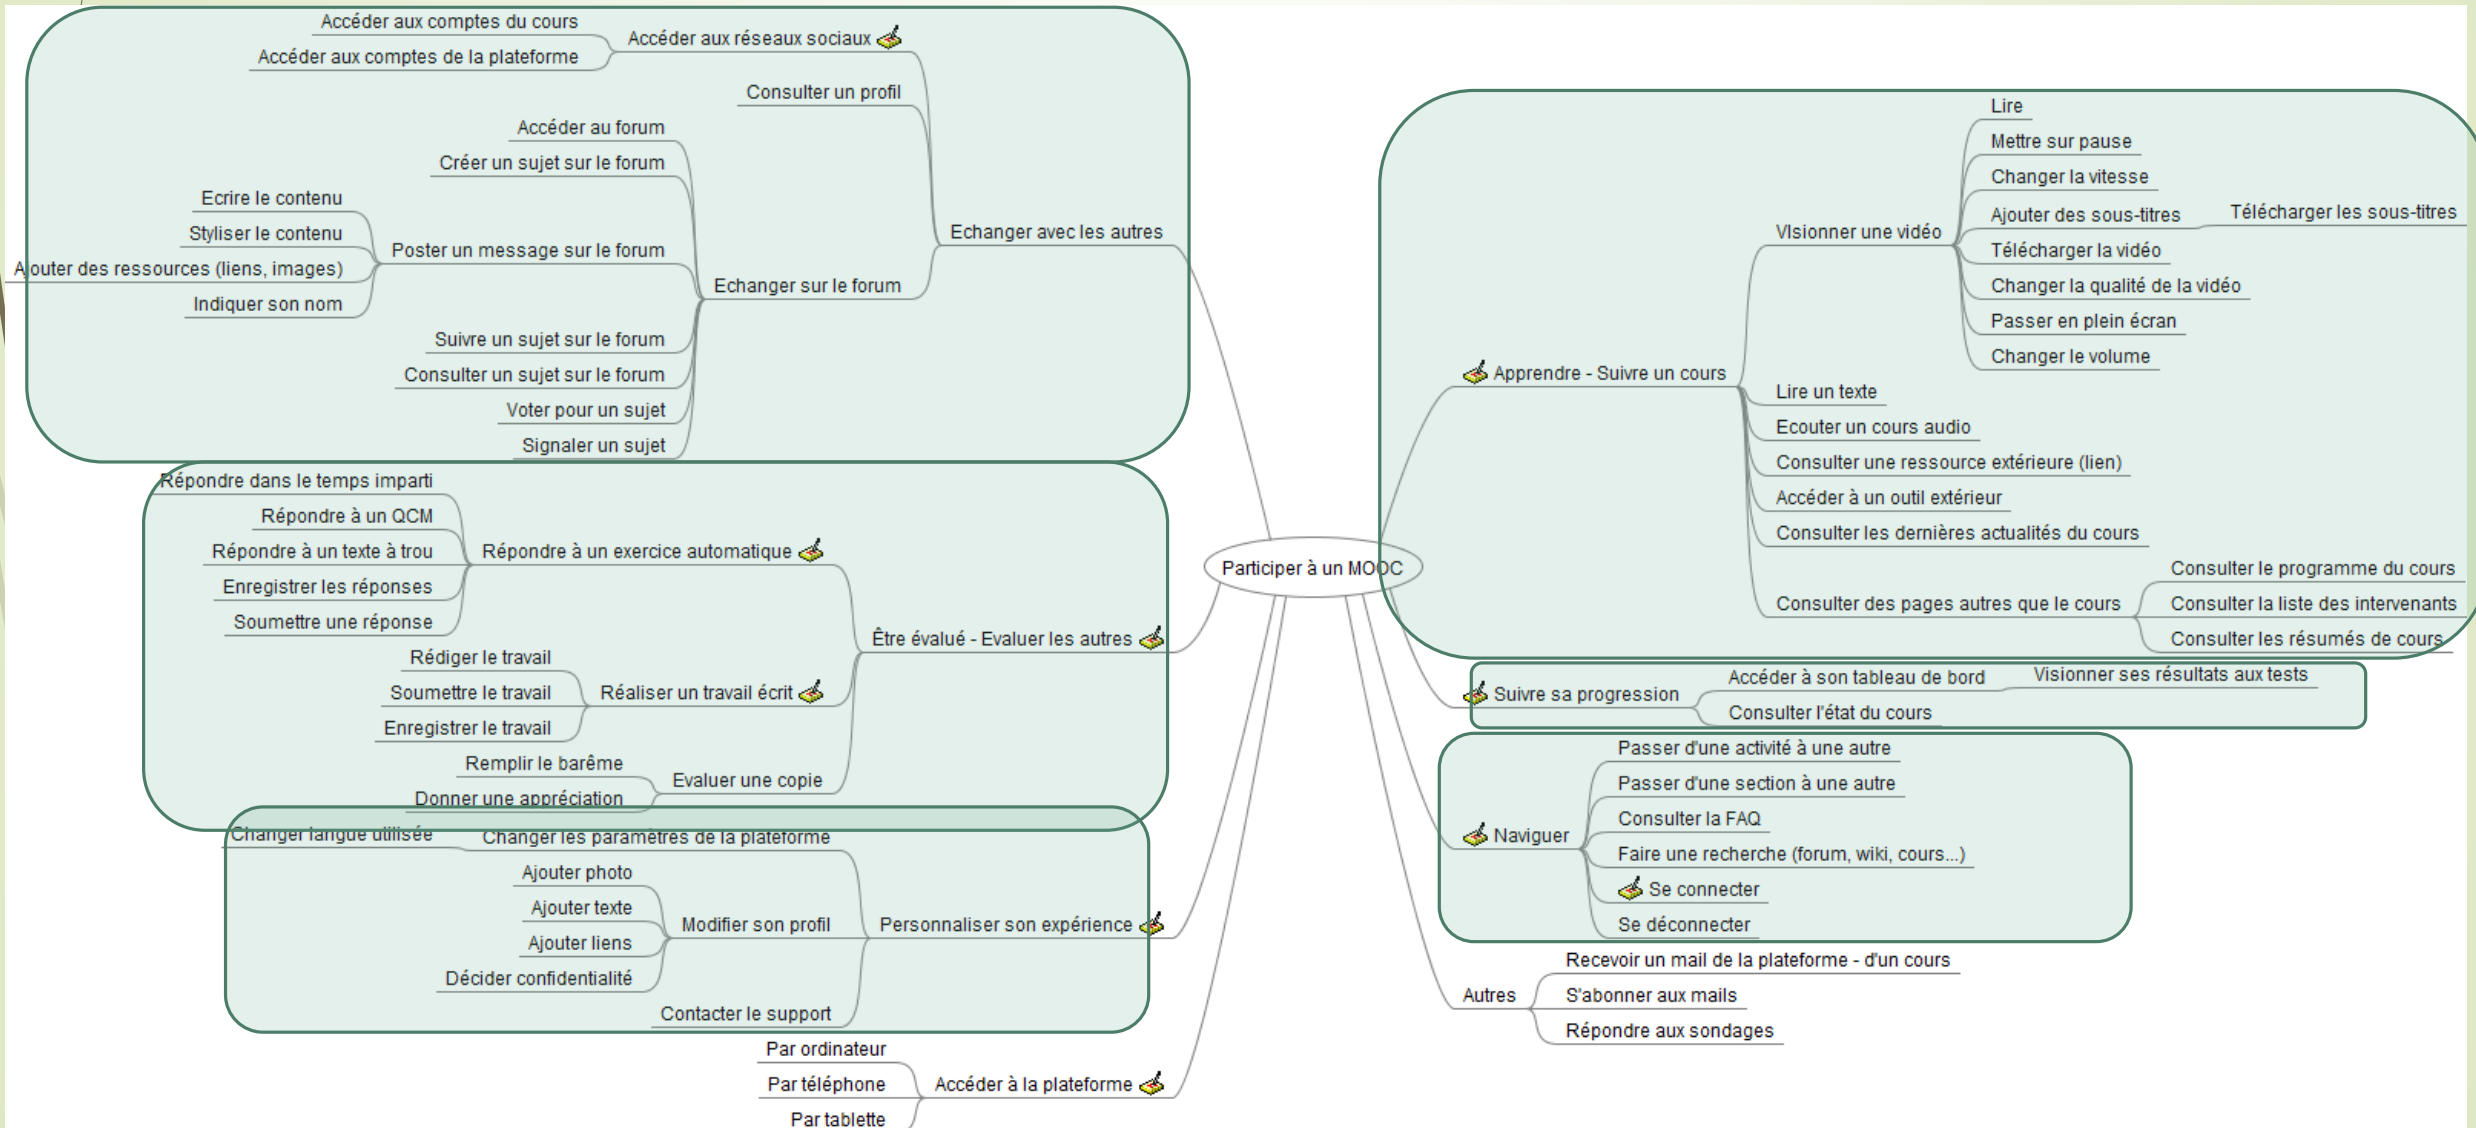 Accéder aux comptes du cours
Accéder aux comptes de la plateforme
Accéder aux réseaux sociaux
Consulter un profil
Accéder au forum
Créer un sujet sur le forum
Ecrire le contenu
Styliser le contenu
Ajouter des ressources (liens, images)
Indiquer son nom
Poster un message sur le forum
Suivre un sujet sur le forum
Consulter un sujet sur le forum
Voter pour un sujet
Signaler un sujet
Echanger sur le forum
Echanger avec les autres
Répondre dans le temps imparti
Répondre à un QCM
Répondre à un texte à trou
Enregistrer les réponses
Soumettre une réponse
Répondre à un exercice automatique
Rédiger le travail
Soumettre le travail
Enregistrer le travail
Réaliser un travail écrit
Remplir le barême
Donner une appréciation
Evaluer une copie
Être évalué - Evaluer les autres
Changer langue utilisée
Changer les paramètres de la plateforme
Ajouter photo
Ajouter texte
Ajouter liens
Décider confidentialité
Modifier son profil
Contacter le support
Personnaliser son expérience
Par ordinateur
Par téléphone
Par tablette
Accéder à la plateforme
Participer à un MOOC
Apprendre - Suivre un cours
VIsionner une vidéo
Lire
Mettre sur pause
Changer la vitesse
Ajouter des sous-titres
Télécharger les sous-titres
Télécharger la vidéo
Changer la qualité de la vidéo
Passer en plein écran
Changer le volume
Lire un texte
Ecouter un cours audio
Consulter une ressource extérieure (lien)
Accéder à un outil extérieur
Consulter les dernières actualités du cours
Consulter des pages autres que le cours
Consulter le programme du cours
Consulter la liste des intervenants
Consulter les résumés de cours
Suivre sa progression
Accéder à son tableau de bord
Visionner ses résultats aux tests
Consulter l'état du cours
Naviguer
Passer d'une activité à une autre
Passer d'une section à une autre
Consulter la FAQ
Faire une recherche (forum, wiki, cours...)
Se connecter
Se déconnecter
Autres
Recevoir un mail de la plateforme - d'un cours
S'abonner aux mails
Répondre aux sondages